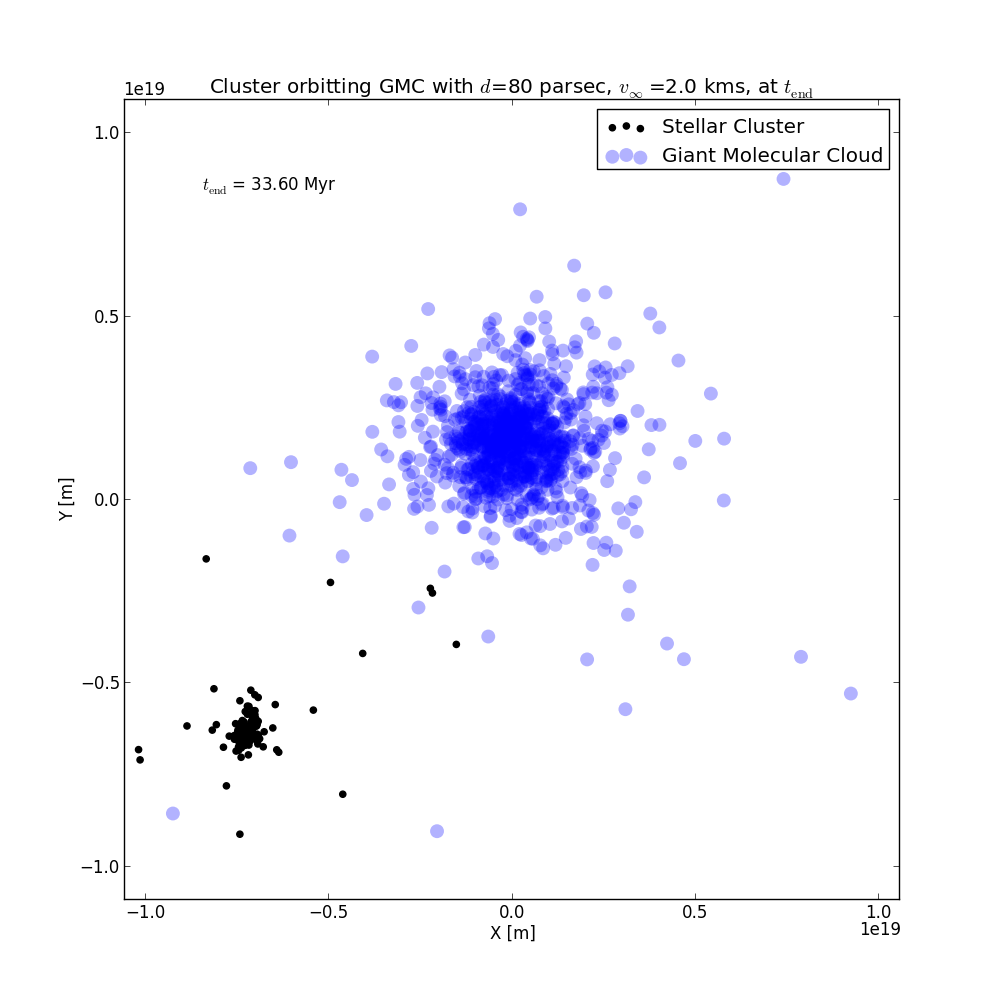 1e19
Cluster orbitting GMC with d=80 parsec, v∞ =2.0 kms, at t_end
Stellar Cluster
Giant Molecular Cloud
t_end = 33.60 Myr
1.0
0.5
0.0
−0.5
−1.0
Y [m]
−1.0 −0.5 0.0 0.5 1.0
X [m]
1e19